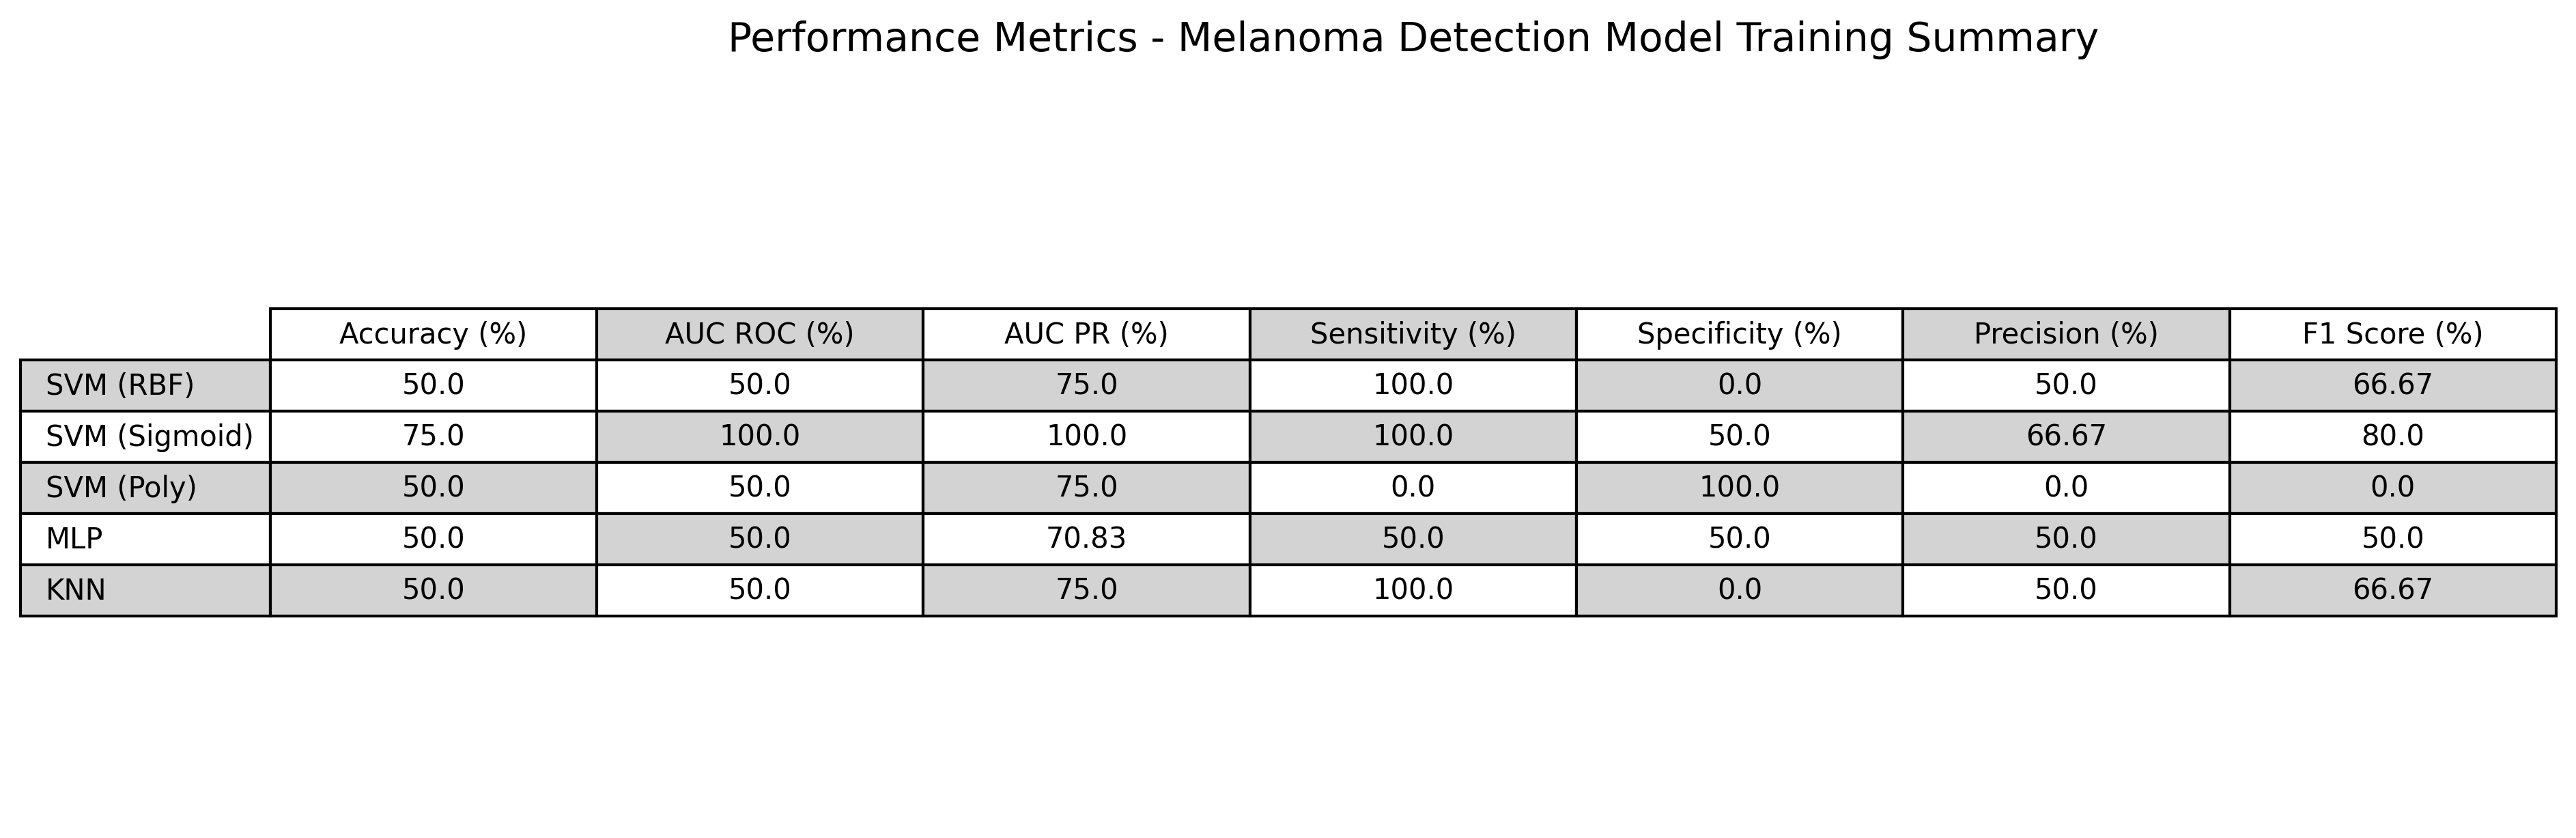 Performance Metrics - Melanoma Detection Model Training Summary
Accuracy (%) AUC ROC (%) AUC PR (%) Sensitivity (%) Specificity (%) Precision (%) F1 Score (%)
SVM (RBF) 50.0 50.0 75.0 100.0 0.0 50.0 66.67
SVM (Sigmoid) 75.0 100.0 100.0 100.0 50.0 66.67 80.0
SVM (Poly) 50.0 50.0 75.0 0.0 100.0 0.0 0.0
MLP 50.0 50.0 70.83 50.0 50.0 50.0 50.0
KNN 50.0 50.0 75.0 100.0 0.0 50.0 66.67